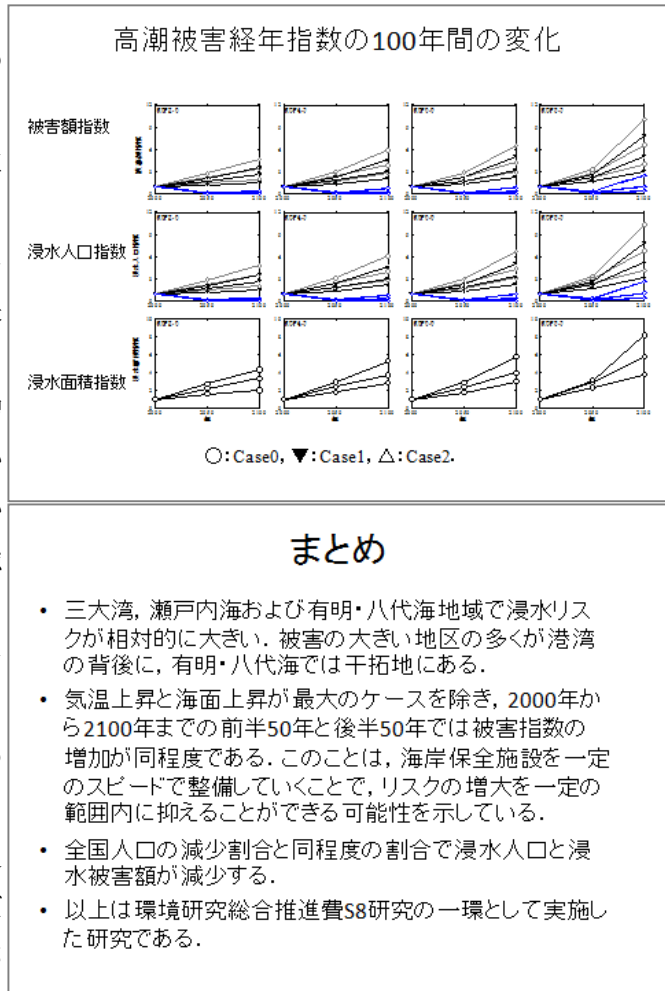 高潮被害経年指数の100年間の変化
被害額指数
浸水人口指数
浸水面積指数
○:Case0, ▼:Case1, △:Case2.
まとめ
• 三大湾, 瀬戸内海および有明・八代海地域で浸水リス
クが相対的に大きい. 被害の大きい地区の多くが港湾
の背後に, 有明・八代海では干拓地にある.
• 気温上昇と海面上昇が最大のケースを除き, 2000年か
ら2100年までの前半50年と後半50年では被害指数の
増加が同程度である. このことは, 海岸保全施設を一定
のスピードで整備していくことで, リスクの増大を一定の
範囲内に抑えることができる可能性を示している.
• 全国人口の減少割合と同程度の割合で浸水人口と浸
水被害額が減少する.
• 以上は環境研究総合推進費S8研究の一環として実施し
た研究である.